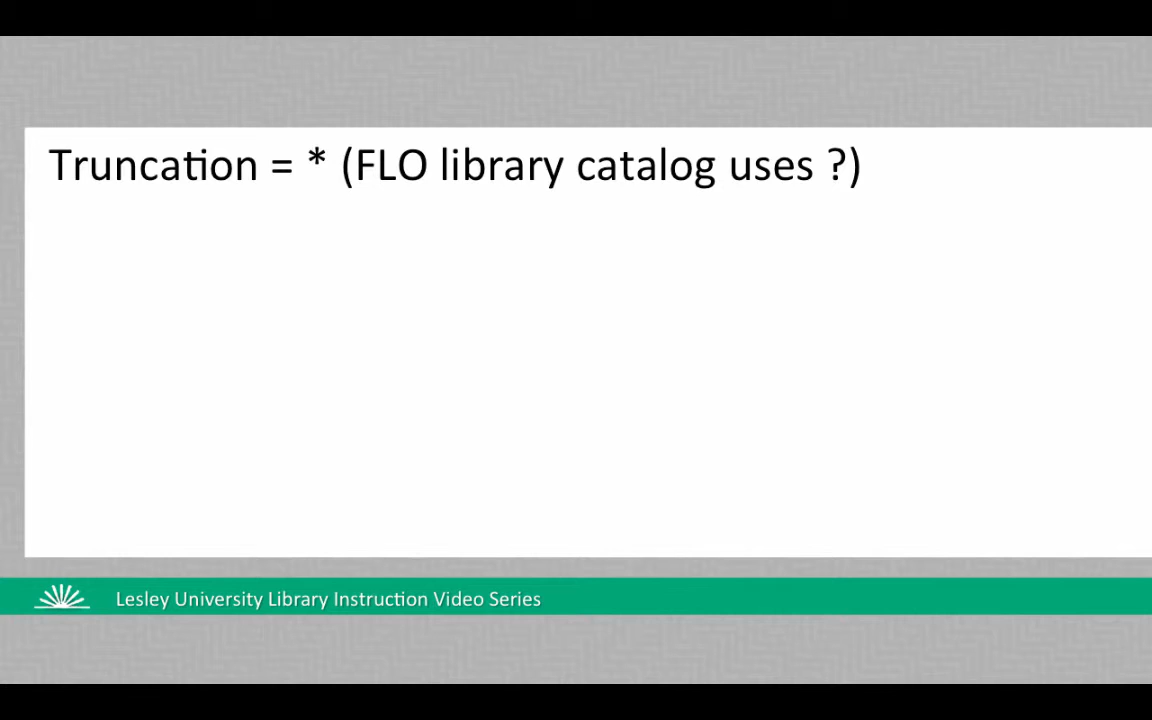 Truncation = * (FLO library catalog uses ?)
Lesley University Library Instruction Video Series